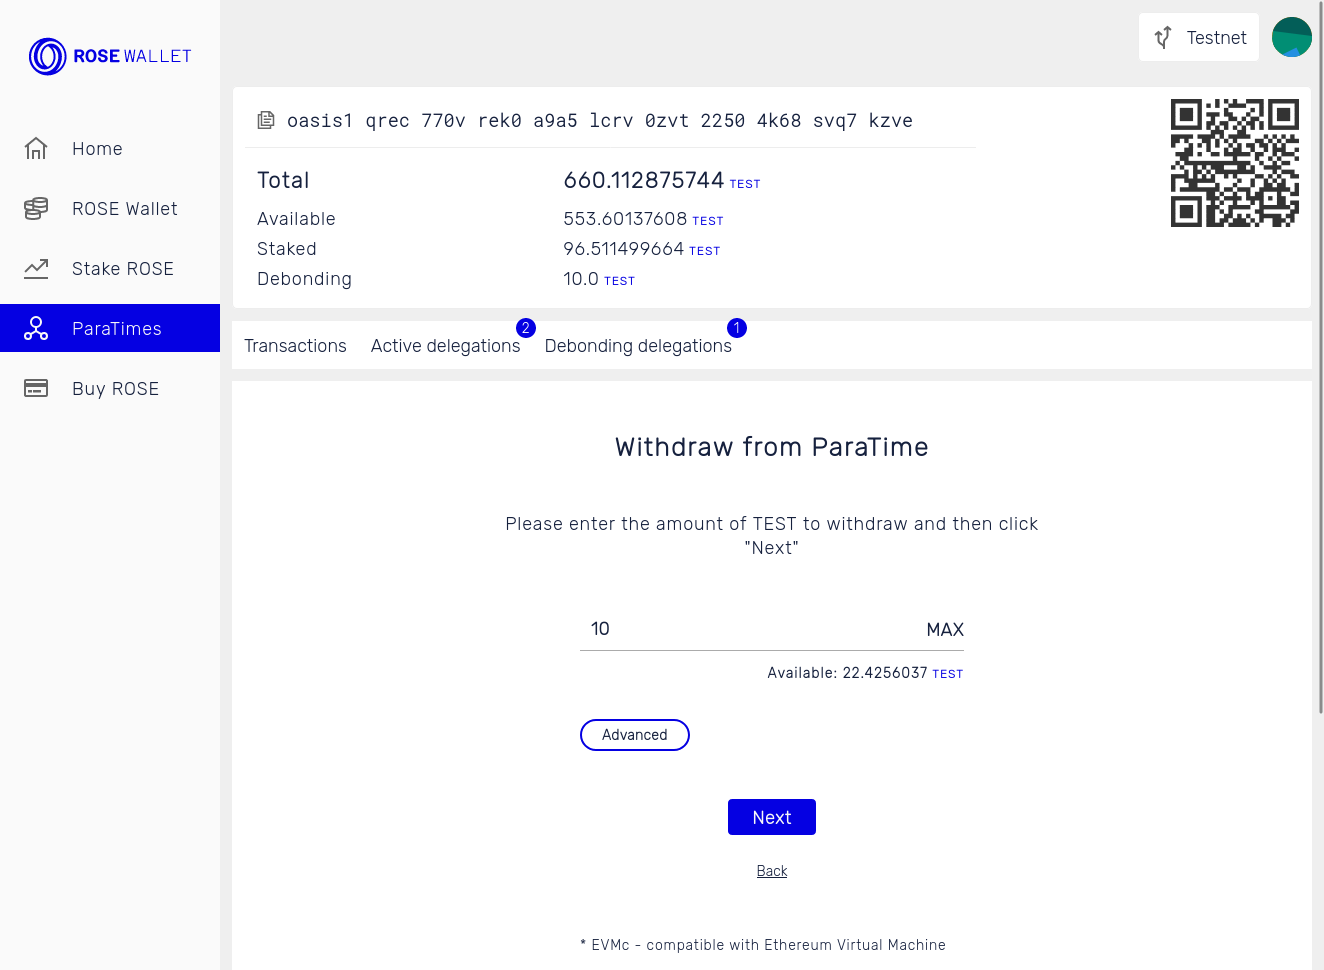 ROSE WALLET
Testnet
Home
ROSE Wallet
Stake ROSE
ParaTimes
Buy ROSE
oasis1 qrec 770v rek0 a9a5 lcrv 0zvt 2250 4k68 svq7 kzve
Total 660.112875744 TEST
Available 553.60137608 TEST
Staked 96.511499664 TEST
Debonding 10.0 TEST
Transactions Active delegations 2 Debonding delegations 1
Withdraw from ParaTime
Please enter the amount of TEST to withdraw and then click
"Next"
10 MAX
Available: 22.4256037 TEST
Advanced
Next
Back
* EVMc - compatible with Ethereum Virtual Machine